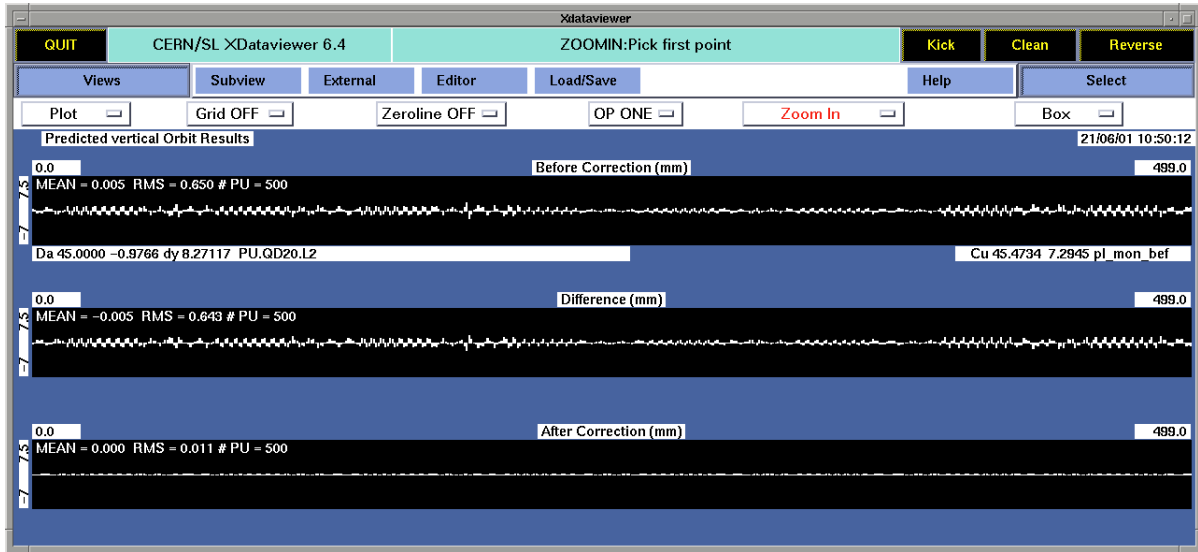 Xdataviewer
QUIT CERN/SL XDataviewer 6.4 ZOOMIN:Pick first point Kick Clean Reverse
Views Subview External Editor Load/Save Help Select
Plot Grid OFF Zeroline OFF OP ONE Zoom In Box
Predicted vertical Orbit Results 21/06/01 10:50:12
0.0 Before Correction (mm) 499.0
7.5
MEAN = 0.005 RMS = 0.650 # PU = 500
-7
Da 45.0000 -0.9766 dy 8.27117 PU.QD20.L2 Cu 45.4734 7.2945 pl_mon_bef
0.0 Difference (mm) 499.0
7.5
MEAN = -0.005 RMS = 0.643 # PU = 500
-7
0.0 After Correction (mm) 499.0
7.5
MEAN = 0.000 RMS = 0.011 # PU = 500
-7